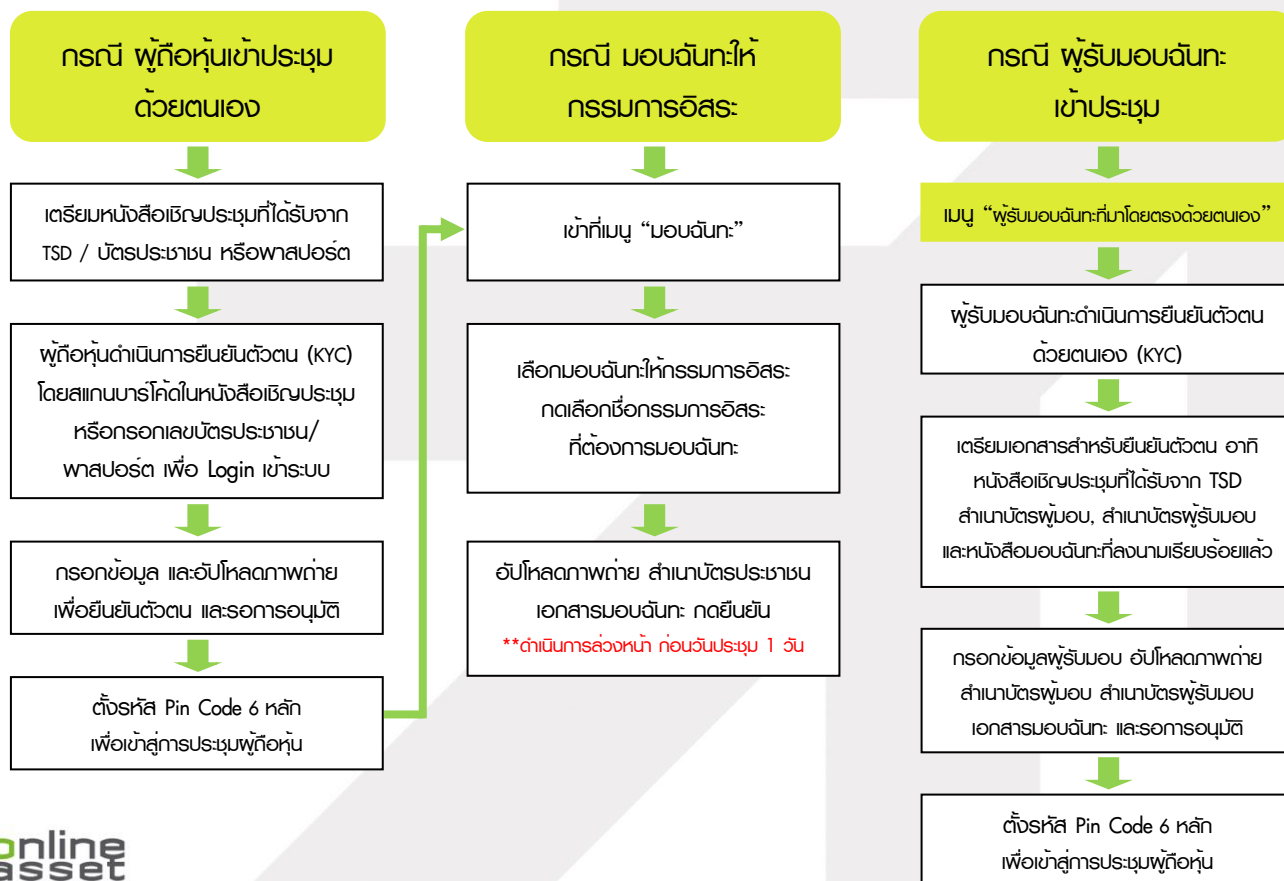 กรณี ผู้ถือหุ้นเข้าประชุม
ด้วยตนเอง
เตรียมหนังสือเชิญประชุมที่ได้รับจาก
TSD / บัตรประชาชน หรือพาสปอร์ต
ผู้ถือหุ้นดำเนินการยืนยันตัวตน (KYC)
โดยสแกนบาร์โค้ดในหนังสือเชิญประชุม
หรือกรอกเลขบัตรประชาชน/
พาสปอร์ต เพื่อ Login เข้าระบบ
กรอกข้อมูล และอัปโหลดภาพถ่าย
เพื่อยืนยันตัวตน และรอการอนุมัติ
ตั้งรหัส Pin Code 6 หลัก
เพื่อเข้าสู่การประชุมผู้ถือหุ้น
กรณี มอบฉันทะให้
กรรมการอิสระ
เข้าที่เมนู “มอบฉันทะ”
เลือกมอบฉันทะให้กรรมการอิสระ
กดเลือกชื่อกรรมการอิสระ
ที่ต้องการมอบฉันทะ
อัปโหลดภาพถ่าย สำเนาบัตรประชาชน
เอกสารมอบฉันทะ กดยืนยัน
**ดำเนินการล่วงหน้า ก่อนวันประชุม 1 วัน
กรณี ผู้รับมอบฉันทะ
เข้าประชุม
เมนู “ผู้รับมอบฉันทะที่มาโดยตรงด้วยตนเอง”
ผู้รับมอบฉันทะดำเนินการยืนยันตัวตน
ด้วยตนเอง (KYC)
เตรียมเอกสารสำหรับยืนยันตัวตน อาทิ
หนังสือเชิญประชุมที่ได้รับจาก TSD
สำเนาบัตรผู้มอบ, สำเนาบัตรผู้รับมอบ
และหนังสือมอบฉันทะที่ลงนามเรียบร้อยแล้ว
กรอกข้อมูลผู้รับมอบ อัปโหลดภาพถ่าย
สำเนาบัตรผู้มอบ สำเนาบัตรผู้รับมอบ
เอกสารมอบฉันทะ และรอการอนุมัติ
ตั้งรหัส Pin Code 6 หลัก
เพื่อเข้าสู่การประชุมผู้ถือหุ้น
online
asset